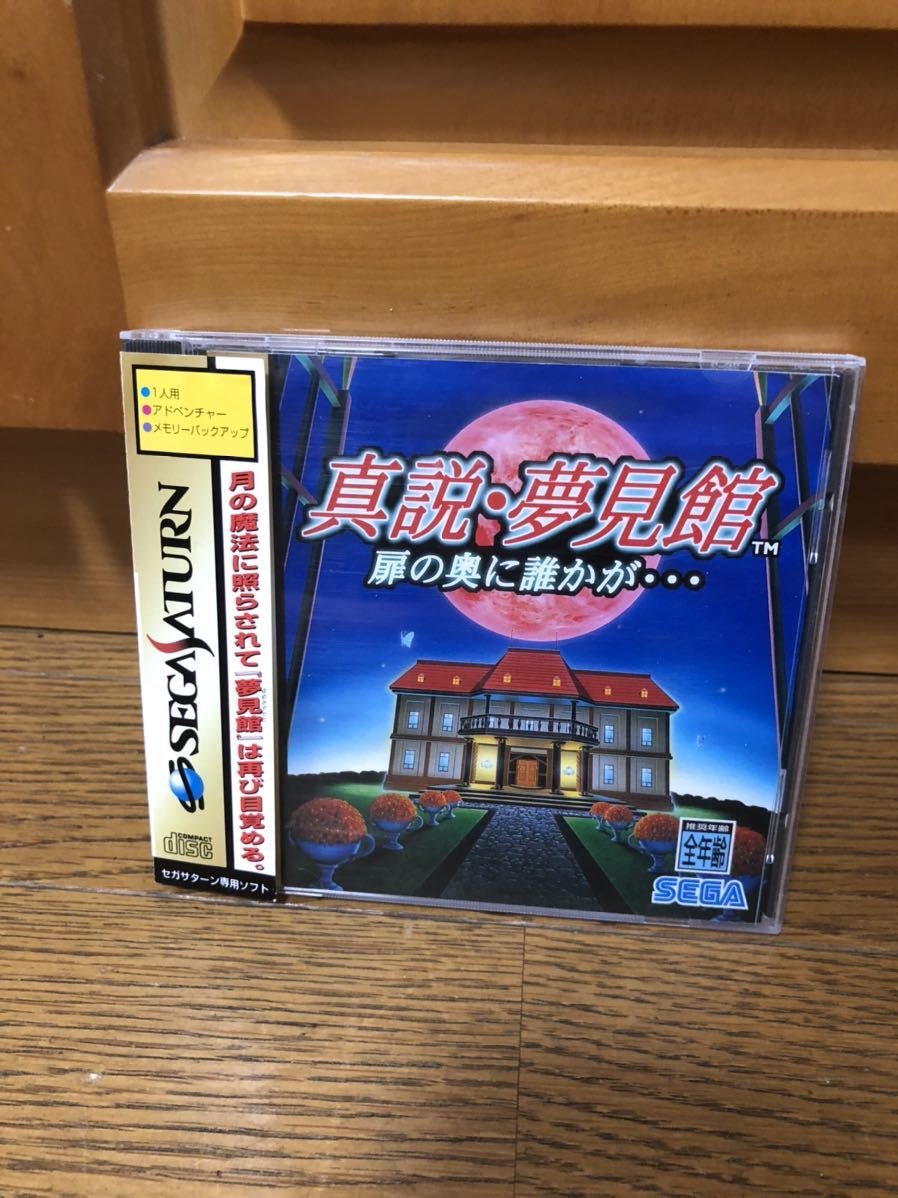 ●1人用
●アドベンチャー
●メモリーバックアップ
SEGA SATURN
COMPACT
disc
セガサターン専用ソフト
月の魔法に照らされて『夢見館』は再び目覚める。
真説・夢見館™
扉の奥に誰かが・・・
推奨年齢
全年齢
SEGA